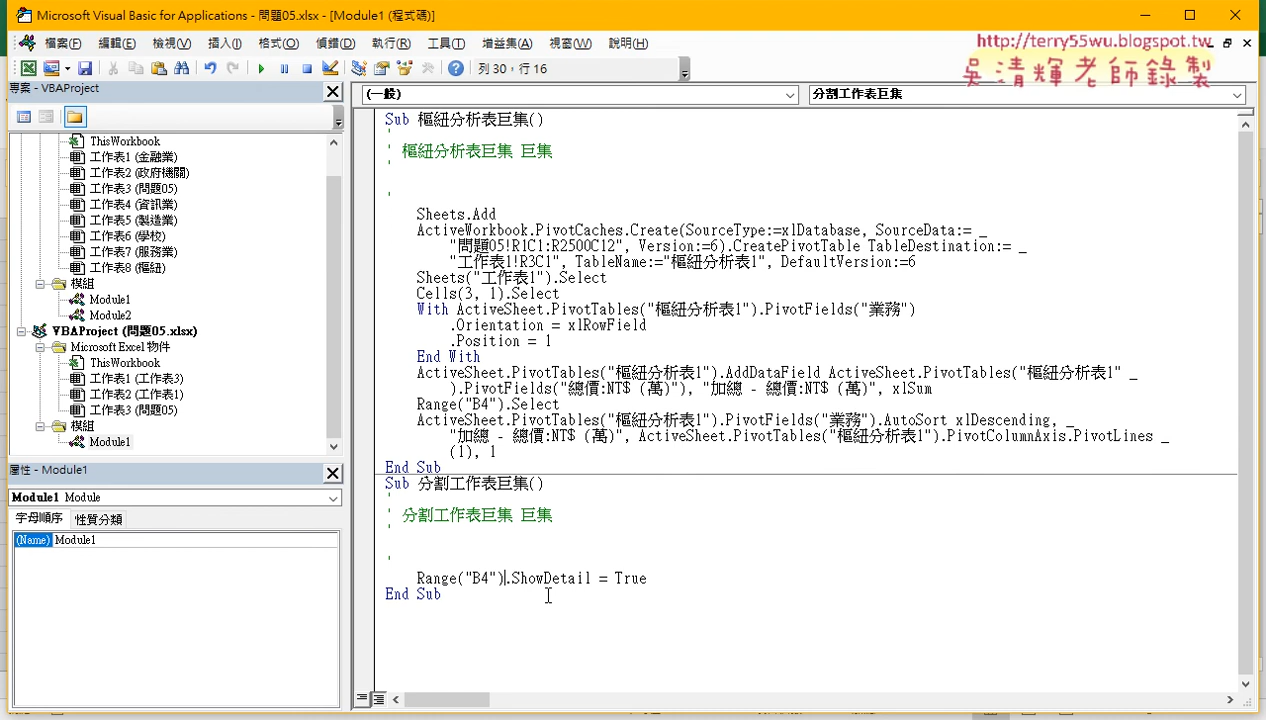 Microsoft Visual Basic for Applications - 問題05.xlsx - [Module1 (程式碼)]
檔案(F) 編輯(E) 檢視(V) 插入(I) 格式(O) 偵錯(D) 執行(R) 工具(T) 增益集(A) 視窗(W) 說明(H)
http://terry55wu.blogspot.tw
吳清輝老師錄製
列 30，行 16
專案 - VBAProject
(一般)
分割工作表巨集
ThisWorkbook
工作表1 (金融業)
工作表2 (政府機關)
工作表3 (問題05)
工作表4 (資訊業)
工作表5 (製造業)
工作表6 (學校)
工作表7 (服務業)
工作表8 (樞紐)
模組
Module1
Module2
VBAProject (問題05.xlsx)
Microsoft Excel 物件
ThisWorkbook
工作表1 (工作表3)
工作表2 (工作表1)
工作表3 (問題05)
模組
Module1
屬性 - Module1
Module1 Module
字母順序 性質分類
(Name) Module1
Sub 樞紐分析表巨集()
'
' 樞紐分析表巨集 巨集
'
'
Sheets.Add
ActiveWorkbook.PivotCaches.Create(SourceType:=xlDatabase, SourceData:= _
"問題05!R1C1:R2500C12", Version:=6).CreatePivotTable TableDestination:= _
"工作表1!R3C1", TableName:="樞紐分析表1", DefaultVersion:=6
Sheets("工作表1").Select
Cells(3, 1).Select
With ActiveSheet.PivotTables("樞紐分析表1").PivotFields("業務")
.Orientation = xlRowField
.Position = 1
End With
ActiveSheet.PivotTables("樞紐分析表1").AddDataField ActiveSheet.PivotTables("樞紐分析表1" _
).PivotFields("總價:NT$ (萬)"), "加總 - 總價:NT$ (萬)", xlSum
Range("B4").Select
ActiveSheet.PivotTables("樞紐分析表1").PivotFields("業務").AutoSort xlDescending, _
"加總 - 總價:NT$ (萬)", ActiveSheet.PivotTables("樞紐分析表1").PivotColumnAxis.PivotLines _
(1), 1
End Sub
Sub 分割工作表巨集()
'
' 分割工作表巨集 巨集
'
'
Range("B4").ShowDetail = True
End Sub